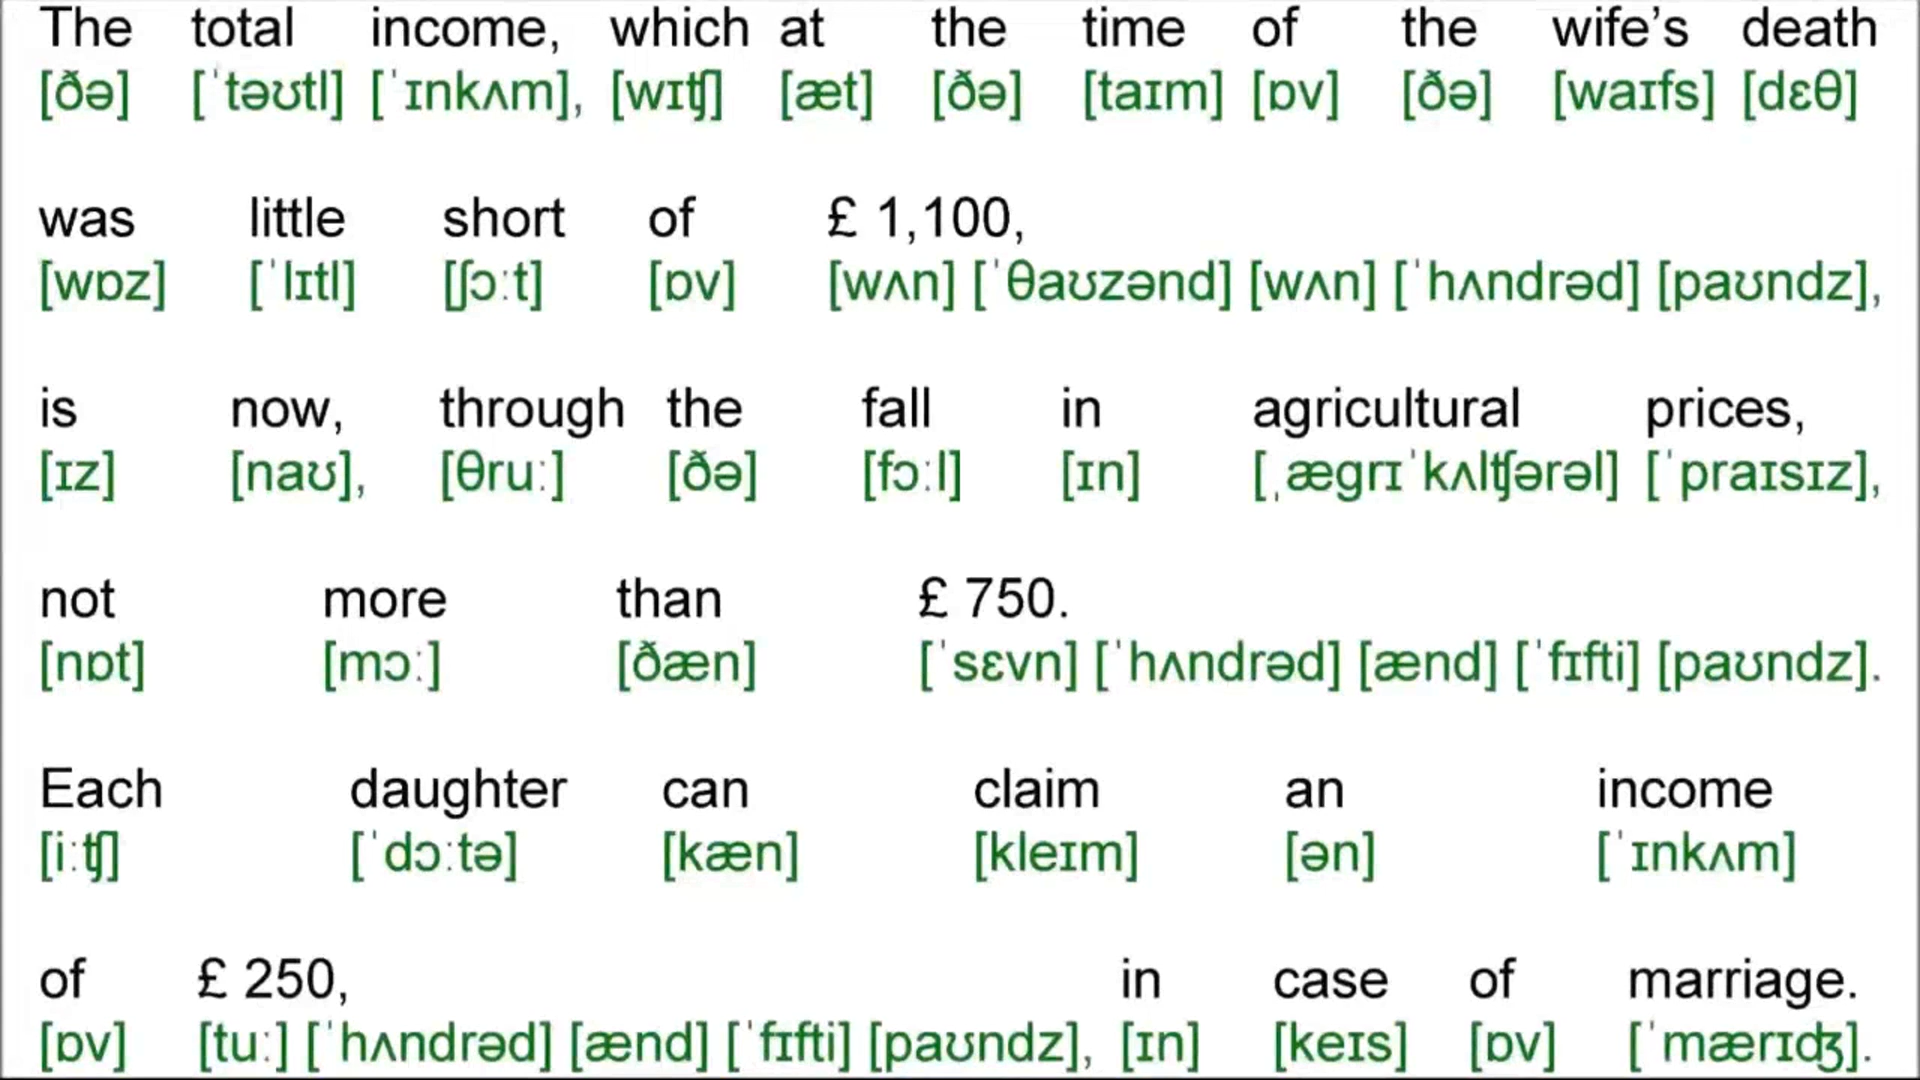 The total income, which at the time of the wife’s death
[ðə] [ˈtəʊtl] [ˈɪnkʌm], [wɪʧ] [æt] [ðə] [taɪm] [ɒv] [ðə] [waɪfs] [dɛθ]
was little short of £ 1,100,
[wɒz] [ˈlɪtl] [ʃɔːt] [ɒv] [wʌn] [ˈθaʊzənd] [wʌn] [ˈhʌndrəd] [paʊndz],
is now, through the fall in agricultural prices,
[ɪz] [naʊ], [θruː] [ðə] [fɔːl] [ɪn] [ˌægrɪˈkʌlʧərəl] [ˈpraɪsɪz],
not more than £ 750.
[nɒt] [mɔː] [ðæn] [ˈsɛvn] [ˈhʌndrəd] [ænd] [ˈfɪfti] [paʊndz].
Each daughter can claim an income
[iːʧ] [ˈdɔːtə] [kæn] [kleɪm] [ən] [ˈɪnkʌm]
of £ 250, in case of marriage.
[ɒv] [tuː] [ˈhʌndrəd] [ænd] [ˈfɪfti] [paʊndz], [ɪn] [keɪs] [ɒv] [ˈmærɪʤ].